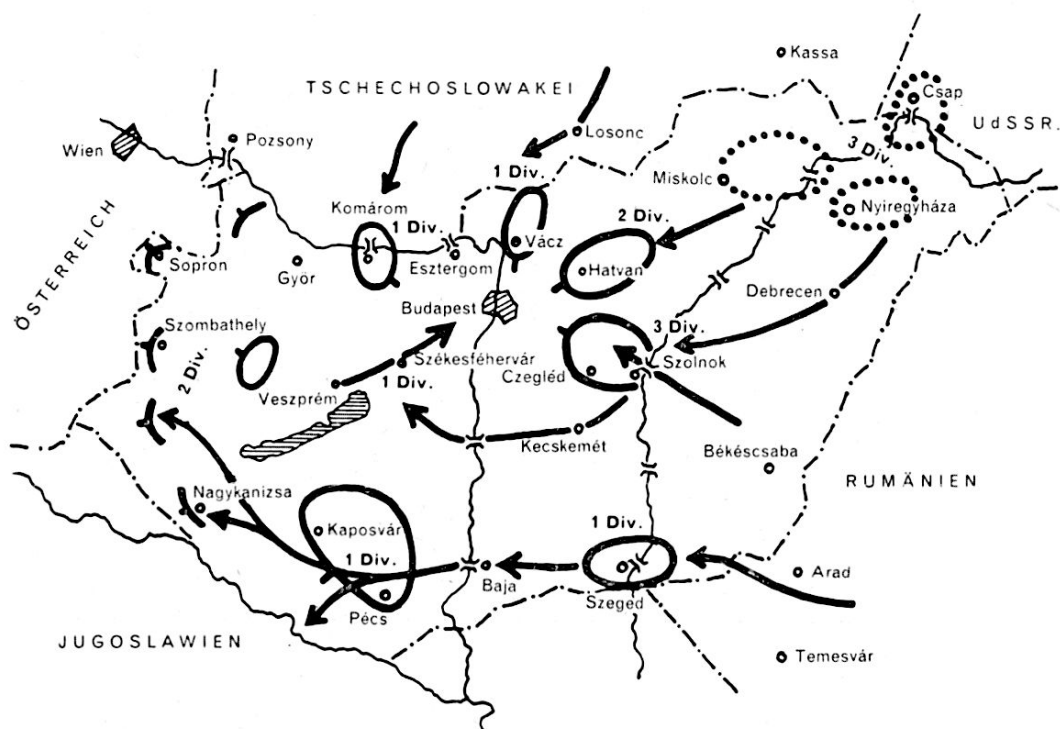 Kassa
TSCHECHOSLOWAKEI
Csap
UdSSR.
Losonc
Pozsony
Wien
3 Div.
1 Div.
Miskolc
Nyiregyháza
Komárom
1 Div.
2 Div.
Vácz
Sopron
Györ
Esztergom
Hatvan
ÖSTERREICH
Debrecen
Budapest
Szombathely
3 Div.
Székesféhervár
Szolnok
2 Div.
1 Div.
Czegléd
Veszprém
Kecskemét
Békéscsaba
RUMÄNIEN
Nagykanizsa
Kaposvár
1 Div.
1 Div.
Baja
Arad
Szeged
Pécs
JUGOSLAWIEN
Temesvár